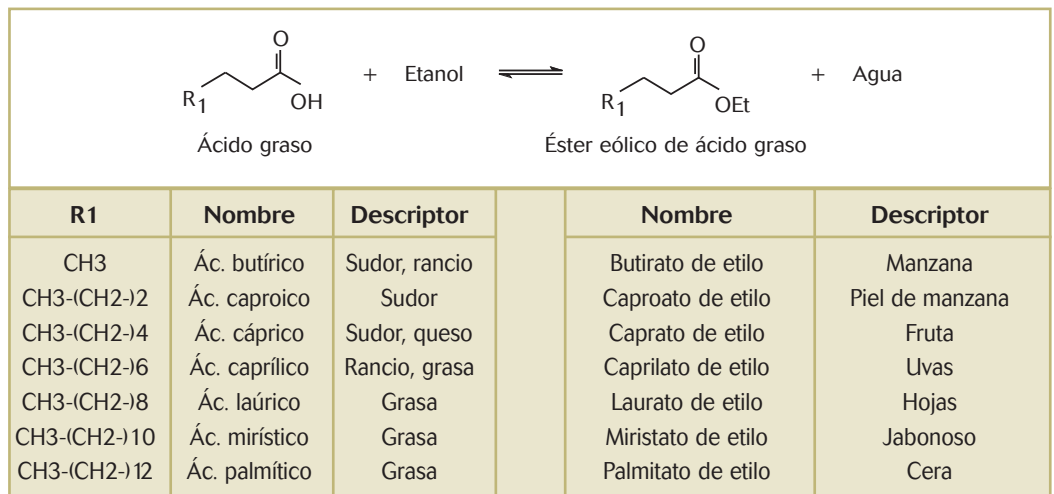 O
R1
OH
+ Etanol
O
R1
OEt
+ Agua
Ácido graso
Éster eólico de ácido graso
R1 Nombre Descriptor Nombre Descriptor
CH3 Ác. butírico Sudor, rancio Butirato de etilo Manzana
CH3-(CH2-)2 Ác. caproico Sudor Caproato de etilo Piel de manzana
CH3-(CH2-)4 Ác. cáprico Sudor, queso Caprato de etilo Fruta
CH3-(CH2-)6 Ác. caprílico Rancio, grasa Caprilato de etilo Uvas
CH3-(CH2-)8 Ác. laúrico Grasa Laurato de etilo Hojas
CH3-(CH2-)10 Ác. mirístico Grasa Miristato de etilo Jabonoso
CH3-(CH2-)12 Ác. palmítico Grasa Palmitato de etilo Cera